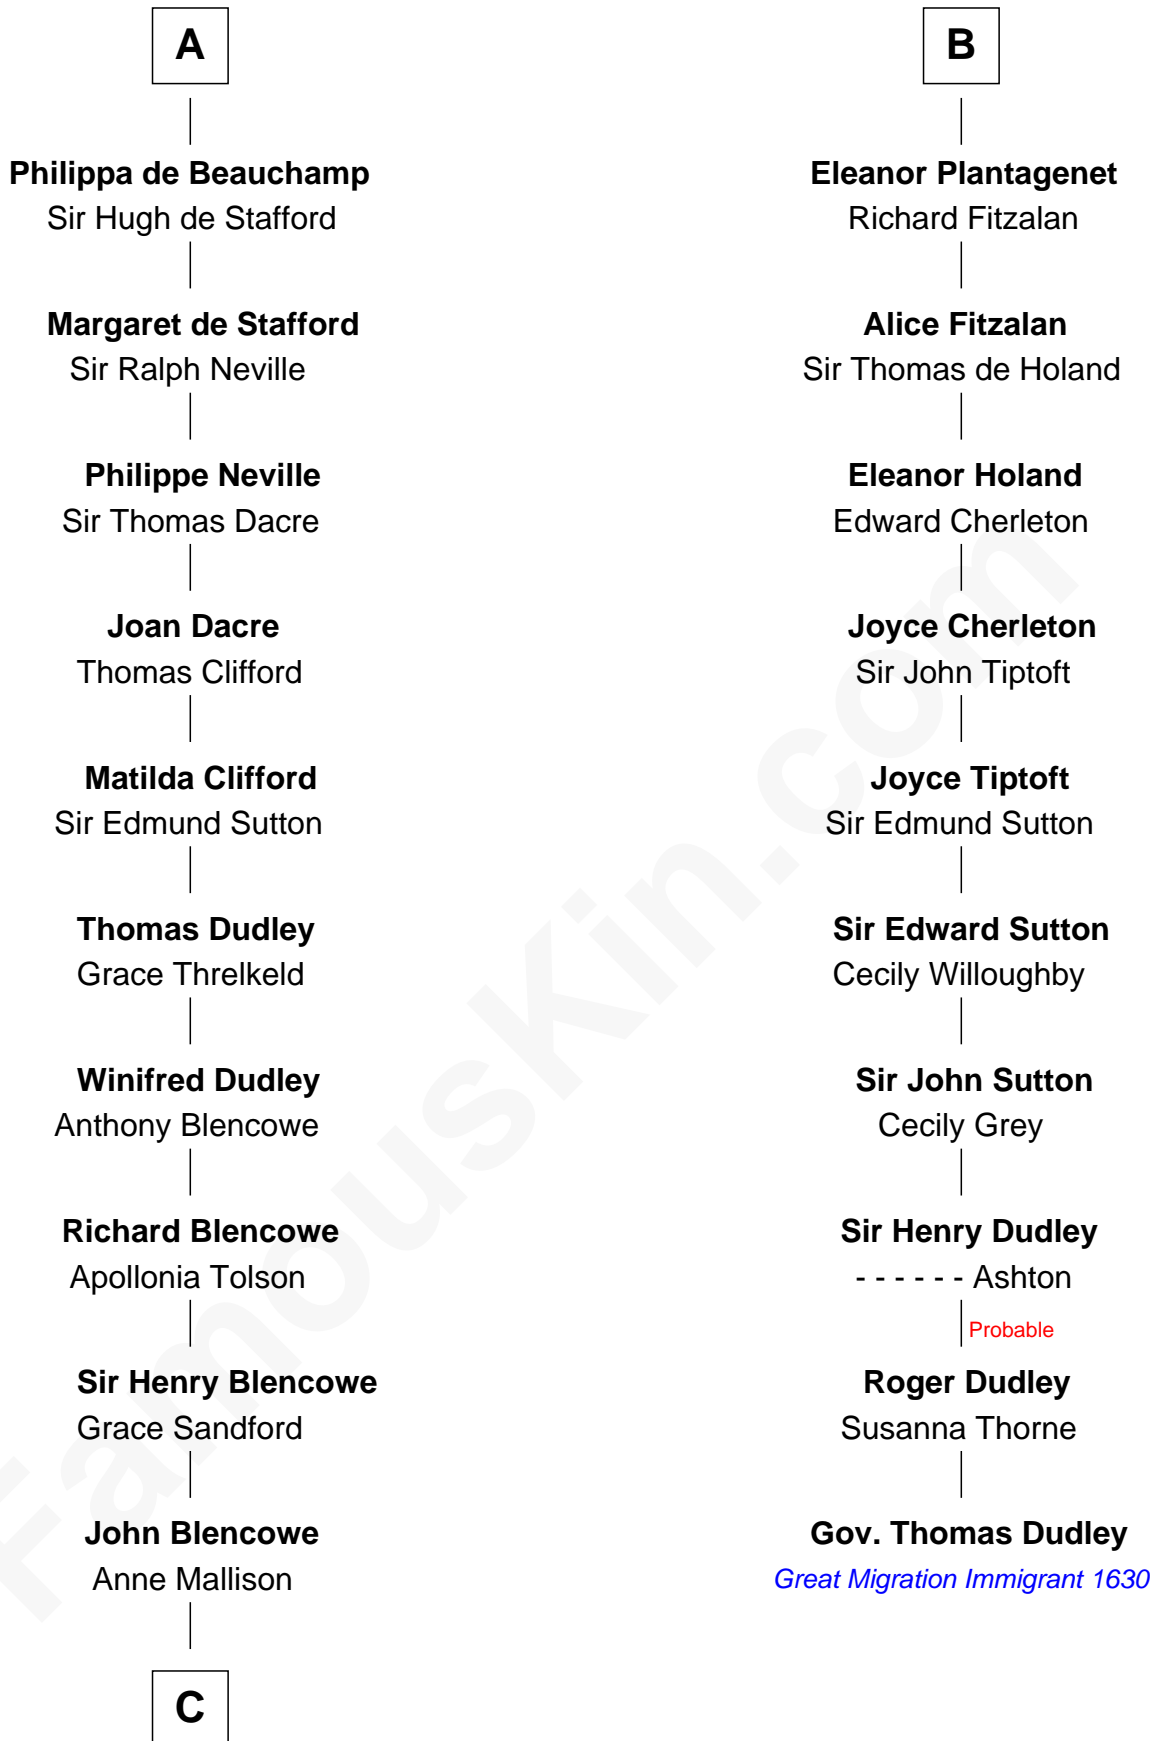 A
Philippa de Beauchamp
Sir Hugh de Stafford
Margaret de Stafford
Sir Ralph Neville
Philippe Neville
Sir Thomas Dacre
Joan Dacre
Thomas Clifford
Matilda Clifford
Sir Edmund Sutton
Thomas Dudley
Grace Threlkeld
Winifred Dudley
Anthony Blencowe
Richard Blencowe
Apollonia Tolson
Sir Henry Blencowe
Grace Sandford
John Blencowe
Anne Mallison
C
B
Eleanor Plantagenet
Richard Fitzalan
Alice Fitzalan
Sir Thomas de Holand
Eleanor Holand
Edward Cherleton
Joyce Cherleton
Sir John Tiptoft
Joyce Tiptoft
Sir Edmund Sutton
Sir Edward Sutton
Cecily Willoughby
Sir John Sutton
Cecily Grey
Sir Henry Dudley
- - - - - - Ashton
Probable
Roger Dudley
Susanna Thorne
Gov. Thomas Dudley
Great Migration Immigrant 1630
FamousKin.com